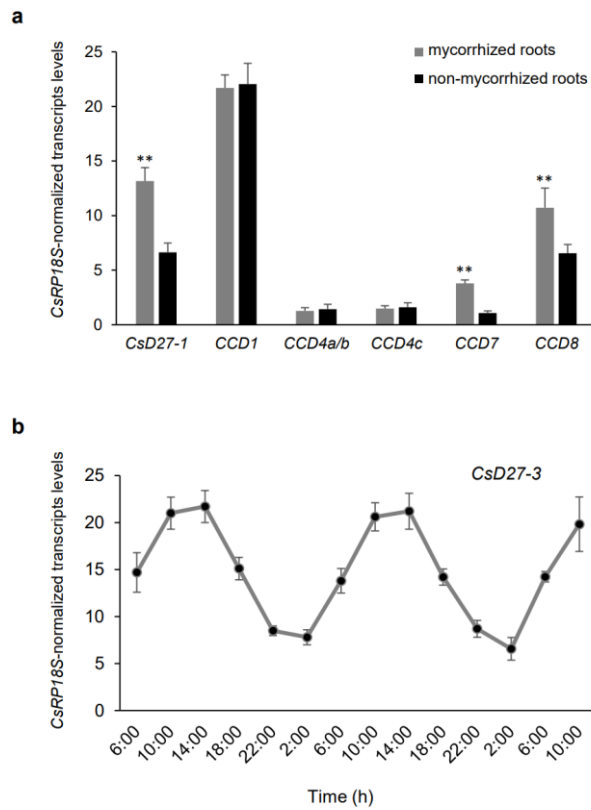 a
CsRP18S-normalized transcripts levels
25
20
15
10
5
0
mycorrhized roots
non-mycorrhized roots
**
**
**
CsD27-1 CCD1 CCD4a/b CCD4c CCD7 CCD8
b
CsRP18S-normalized transcripts levels
25
20
15
10
5
0
CsD27-3
6:00 10:00 14:00 18:00 22:00 2:00 6:00 10:00 14:00 18:00 22:00 2:00 6:00 10:00
Time (h)